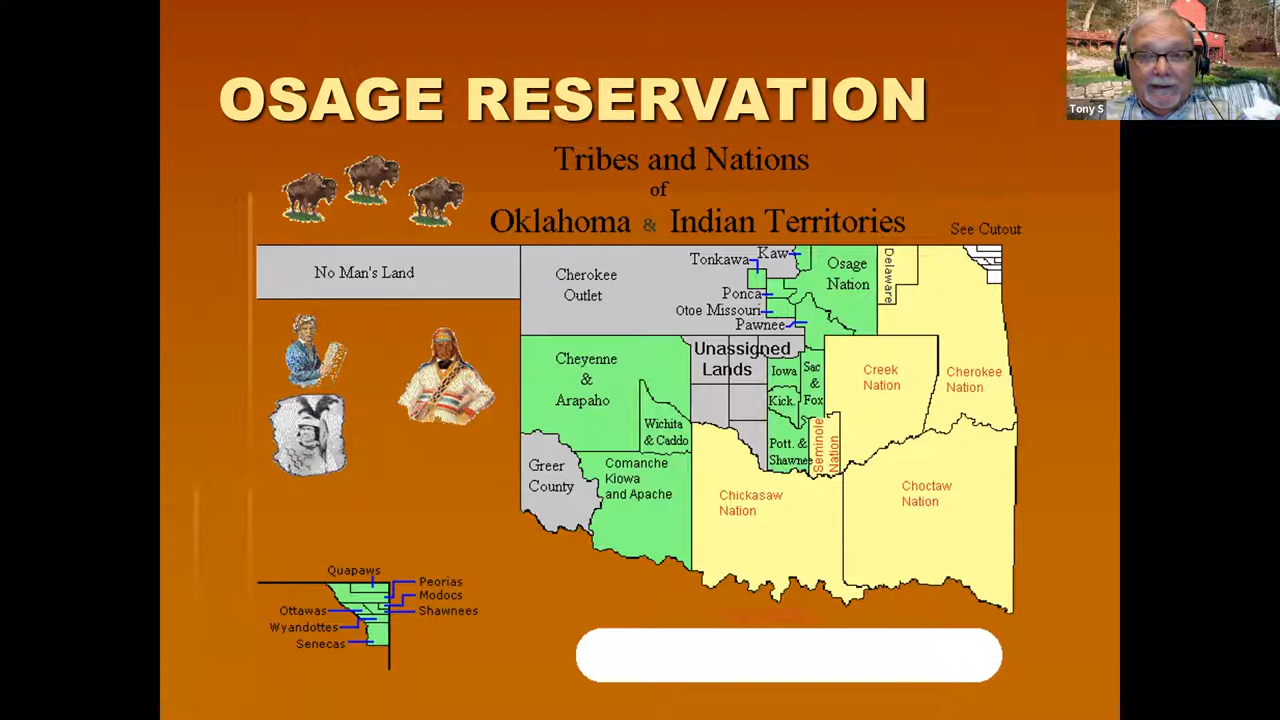 OSAGE RESERVATION
Tony S
Tribes and Nations
of
Oklahoma & Indian Territories
See Cutout
No Man's Land
Cherokee
Outlet
Tonkawa
Kaw
Ponca
Otoe Missouri
Pawnee
Osage
Nation
Delaware
Unassigned
Lands
Cheyenne
&
Arapaho
Wichita
& Caddo
Iowa
Sac
&
Fox
Kick.
Pott. &
Shawnee
Seminole
Nation
Creek
Nation
Cherokee
Nation
Greer
County
Comanche
Kiowa
and Apache
Chickasaw
Nation
Choctaw
Nation
Quapaws
Peorias
Modocs
Shawnees
Ottawas
Wyandottes
Senecas